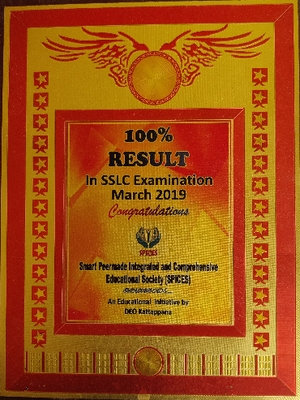 100%
RESULT
In SSLC Examination
March 2019
Congratulations
SPICES
Smart Peermade Integrated and Comprehensive
Educational Society (SPICES)
An Educational Initiative by
DEO Kattappana